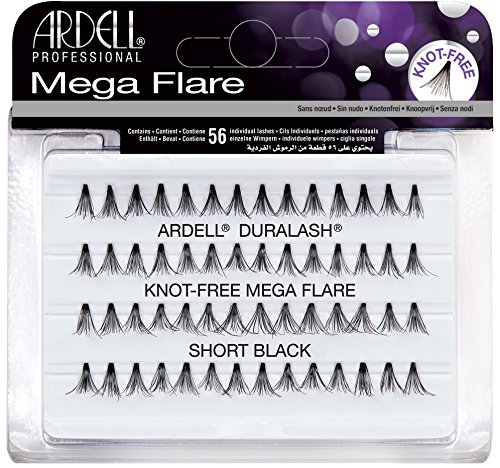 ARDELL®
PROFESSIONAL
Mega Flare
KNOT-FREE
Sans nœud • Sin nudo • Knotenfrei • Knoopvrij • Senza nodi
Contains • Contient • Contiene
Enthält • Bevat • Contiene
56
individual lashes • Cils Individuels • pestañas individuals
einzelne Wimpern • individuele wimpers • ciglia singole
يحتوي على ٥٦ قطعة من الرموش الفردية
ARDELL® DURALASH®
KNOT-FREE MEGA FLARE
SHORT BLACK